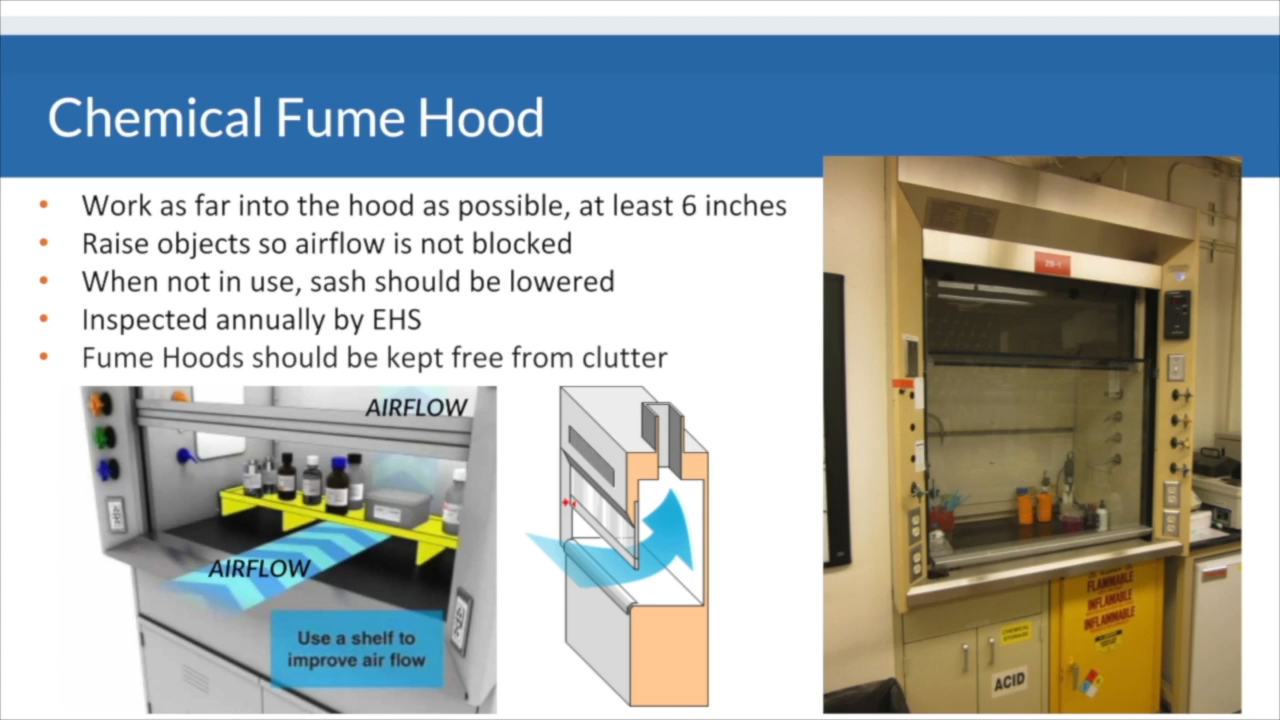 Chemical Fume Hood
• Work as far into the hood as possible, at least 6 inches
• Raise objects so airflow is not blocked
• When not in use, sash should be lowered
• Inspected annually by EHS
• Fume Hoods should be kept free from clutter
AIRFLOW
AIRFLOW
Use a shelf to
improve air flow
FLAMMABLE
INFLAMABLE
INFLAMMABLE
CHEMICAL
STORAGE
ACID